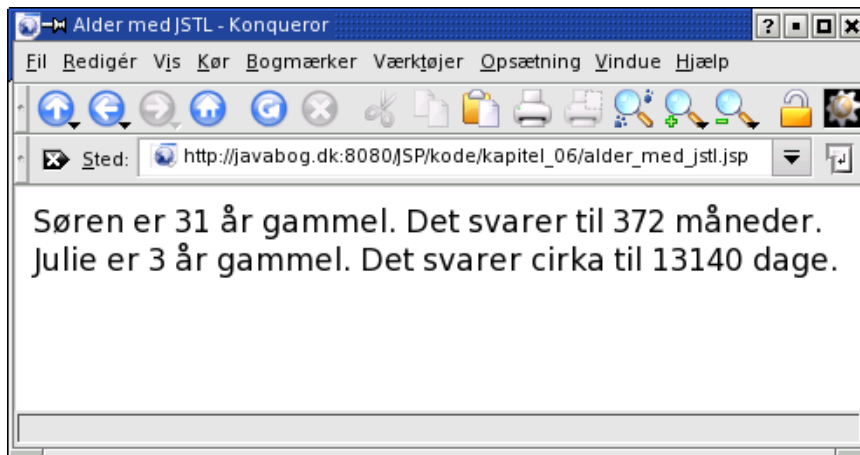 Alder med JSTL - Konqueror
Fil Redigér Vis Kør Bogmærker Værktøjer Opsætning Vindue Hjælp
Sted: http://javabog.dk:8080/JSP/kode/kapitel_06/alder_med_jstl.jsp
Søren er 31 år gammel. Det svarer til 372 måneder.
Julie er 3 år gammel. Det svarer cirka til 13140 dage.